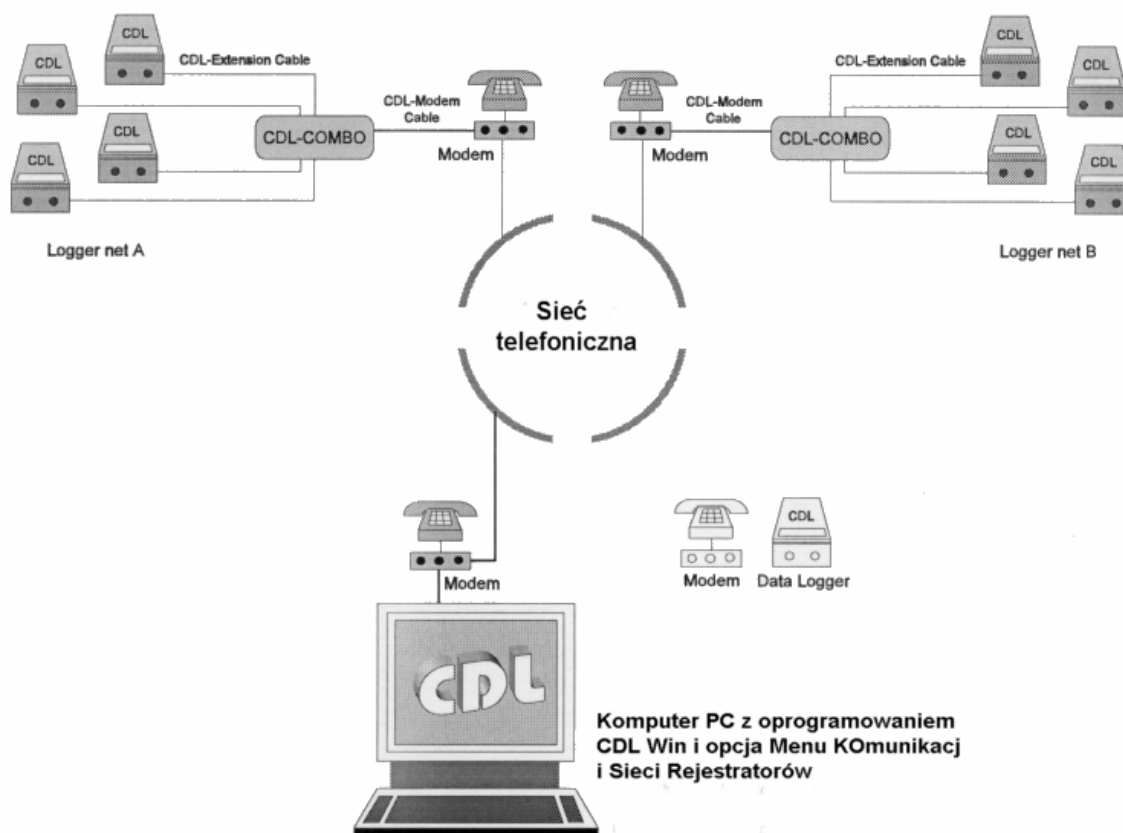 CDL
CDL
CDL
CDL
CDL-Extension Cable
CDL-COMBO
CDL-Modem
Cable
Modem
Logger net A
CDL
CDL
CDL
CDL
CDL-Extension Cable
CDL-COMBO
CDL-Modem
Cable
Modem
Logger net B
Sieć
telefoniczna
Modem
CDL
Modem
CDL
Data Logger
Komputer PC z oprogramowaniem
CDL Win i opcja Menu KOmunikacj
i Sieci Rejestratorów